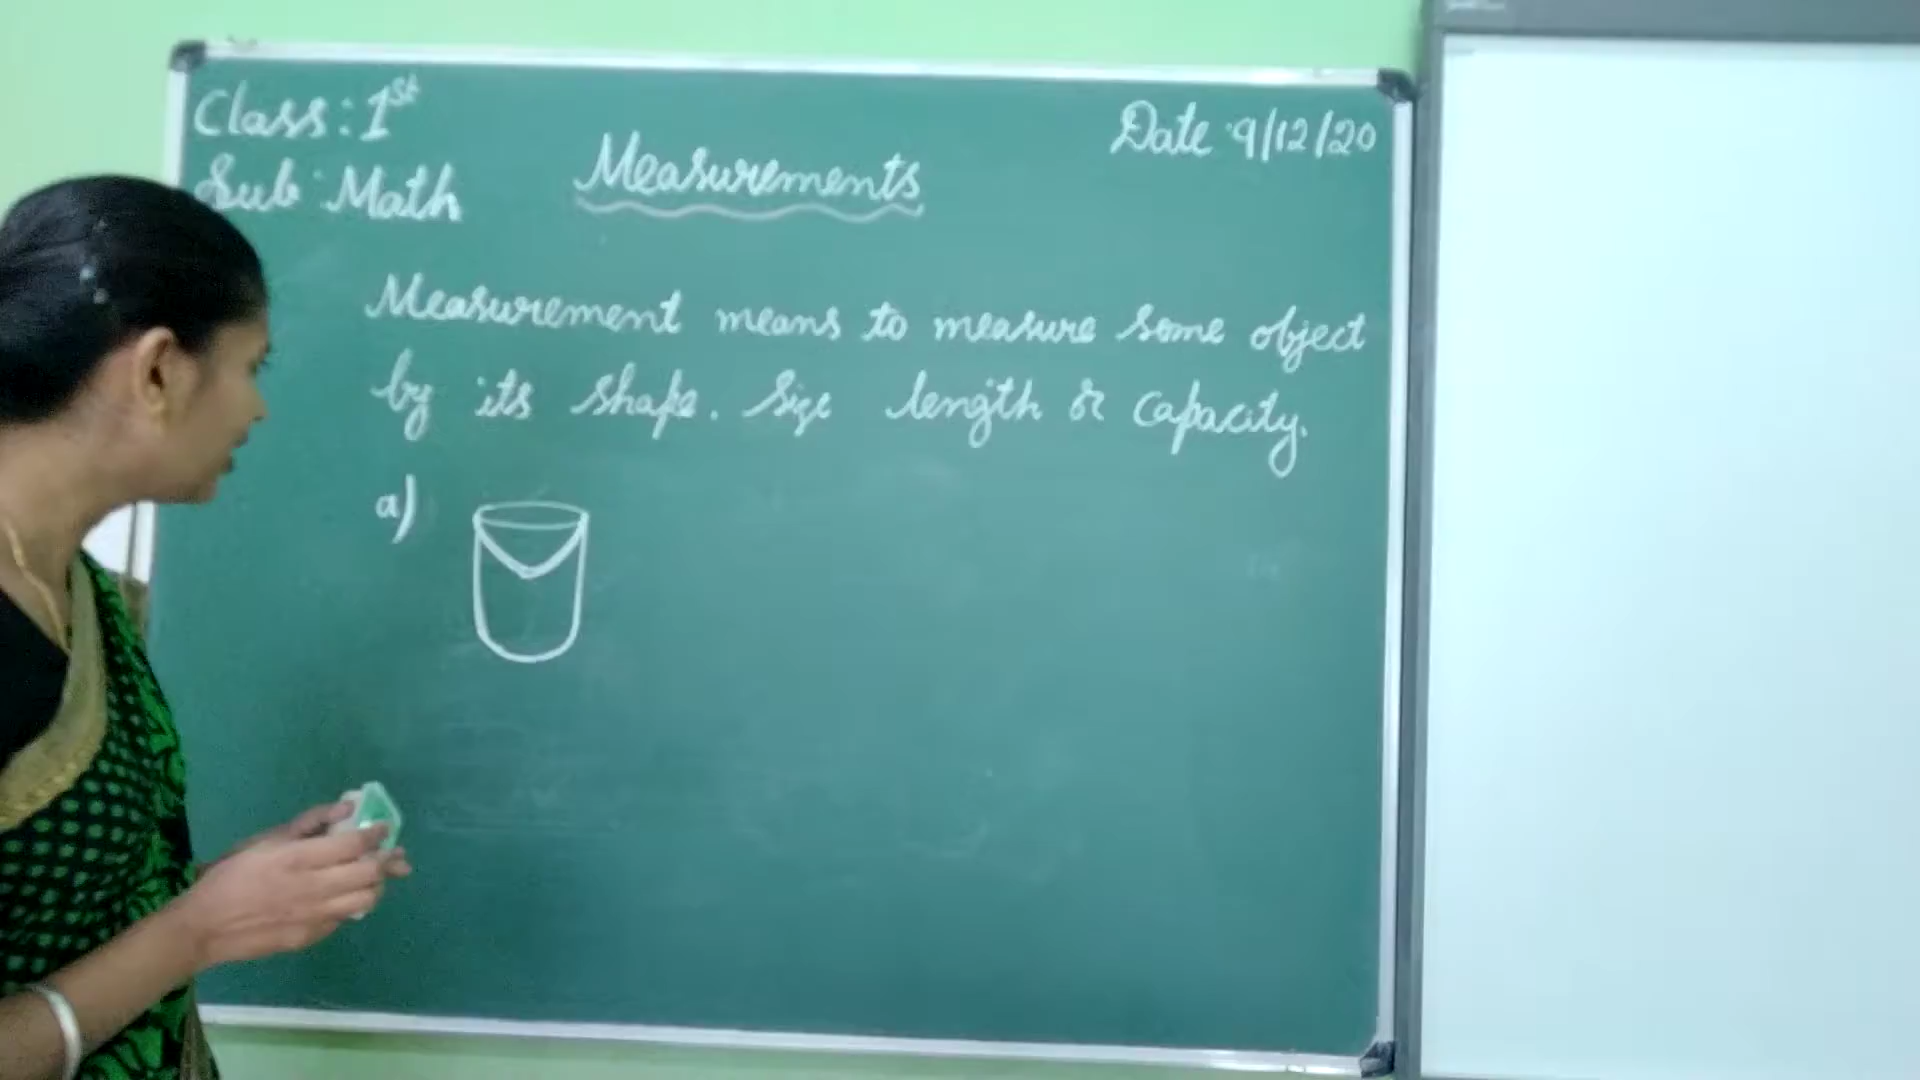 Class : 1st
Sub : Math
Date : 9/12/20
Measurements
Measurement means to measure some object
by its shape. Size length or capacity.
a)